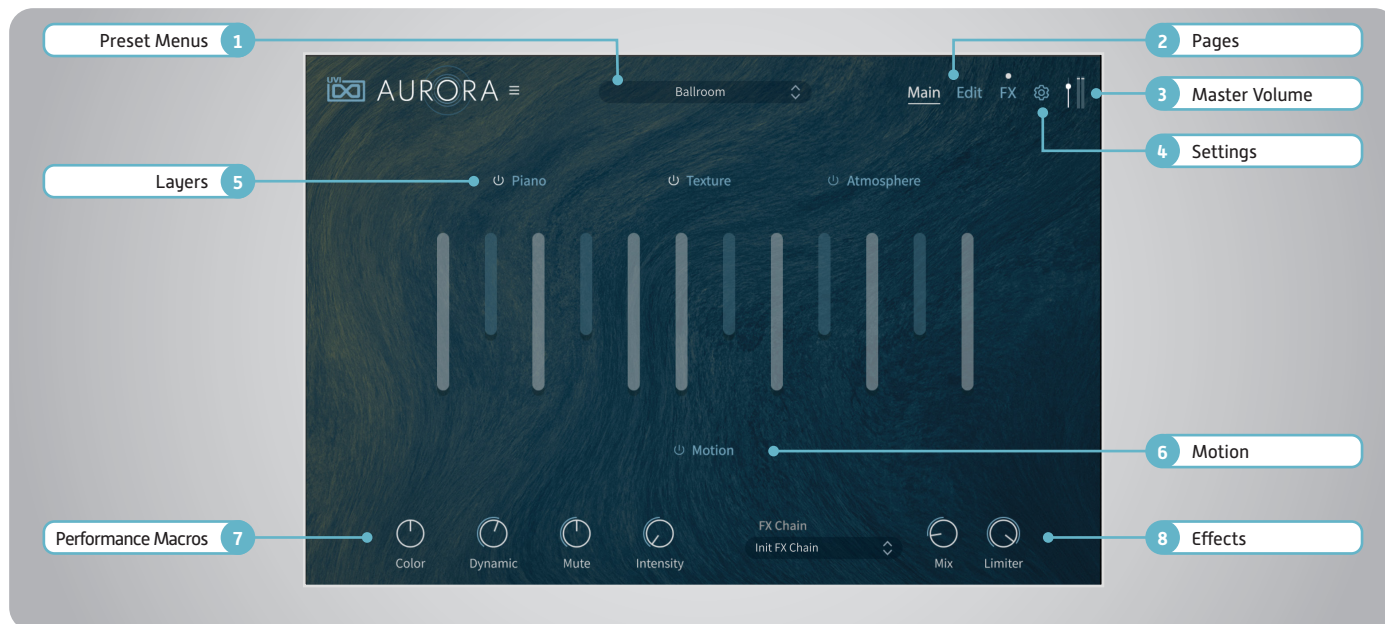 Preset Menus 1
2 Pages
UVI AURORA
Ballroom
Main Edit FX
3 Master Volume
4 Settings
Layers 5
Piano Texture Atmosphere
Motion
6 Motion
Performance Macros 7
Color Dynamic Mute Intensity
FX Chain
Init FX Chain
Mix Limiter
8 Effects